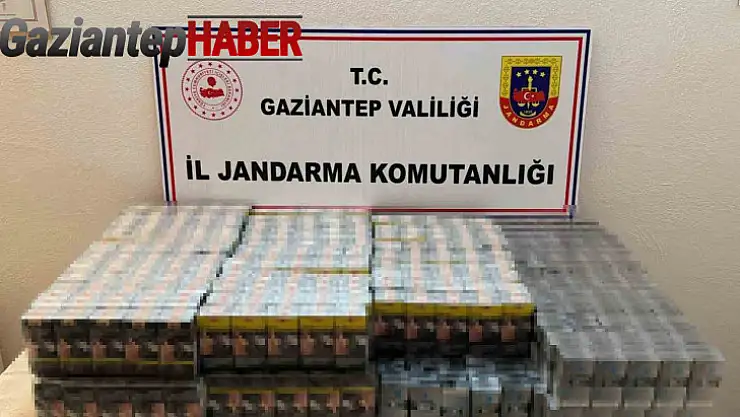 GaziantepHABER
T.C.
GAZİANTEP VALİLİĞİ
JANDARMA
İL JANDARMA KOMUTANLIĞI